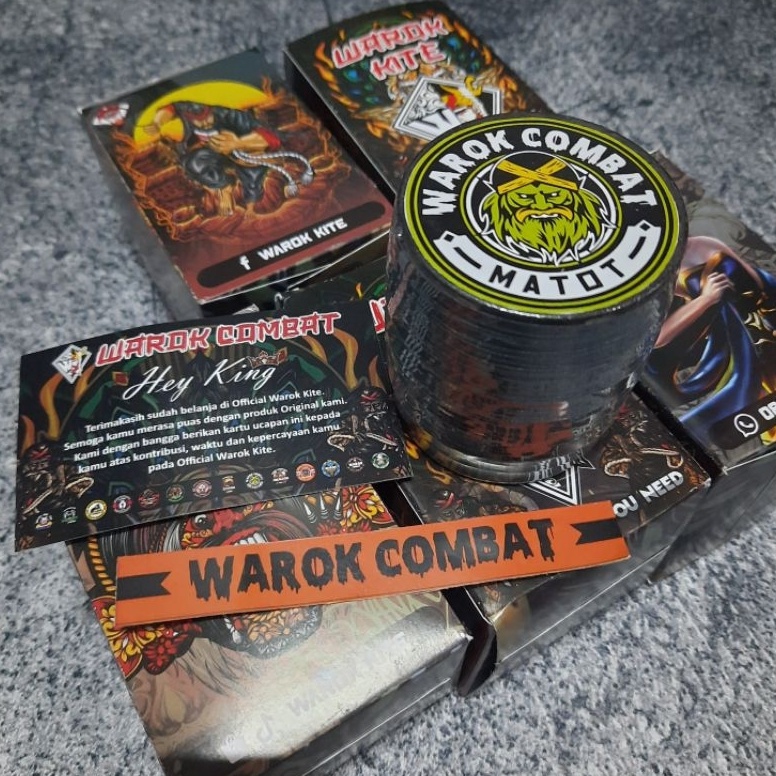 WAROK
KITE
WAROK KITE
WAROK COMBAT
MATOT
WAROK COMBAT
Hey King
Terimakasih sudah belanja di Official Warok Kite.
Semoga kamu merasa puas dengan produk Original kami.
Kami dengan bangga berikan kartu ucapan ini kepada
kamu atas kontribusi, waktu dan kepercayaan kamu
pada Official Warok Kite.
YOU NEED
WAROK COMBAT